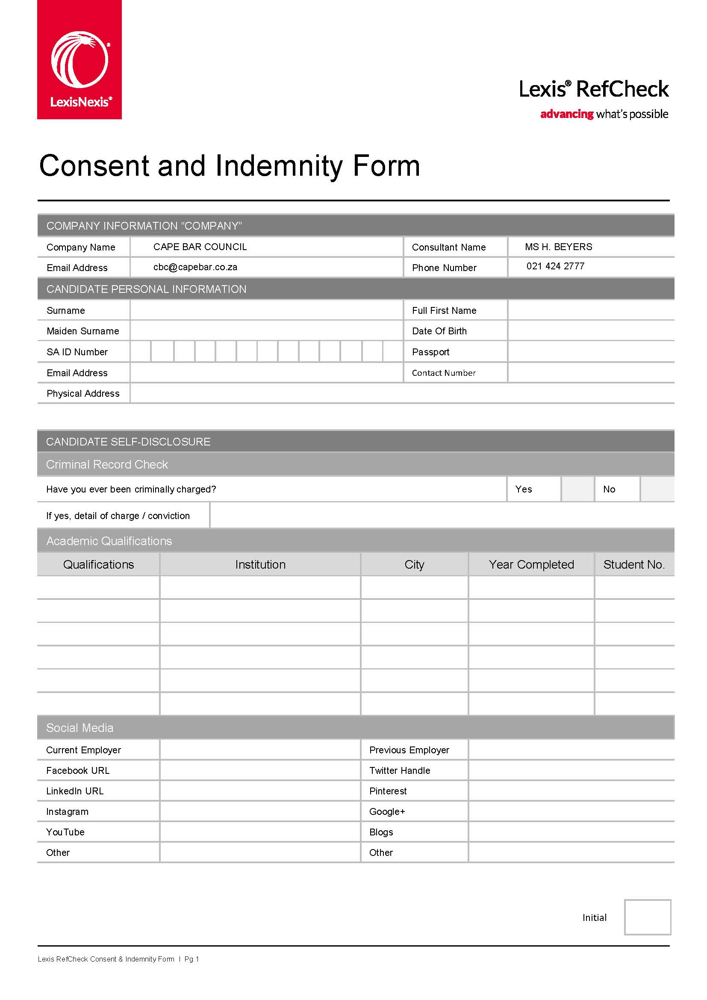 LexisNexis®
Lexis® RefCheck
advancing what's possible
Consent and Indemnity Form
COMPANY INFORMATION “COMPANY”
Company Name CAPE BAR COUNCIL Consultant Name MS H. BEYERS
Email Address cbc@capebar.co.za Phone Number 021 424 2777
CANDIDATE PERSONAL INFORMATION
Surname Full First Name
Maiden Surname Date Of Birth
SA ID Number Passport
Email Address Contact Number
Physical Address
CANDIDATE SELF-DISCLOSURE
Criminal Record Check
Have you ever been criminally charged? Yes No
If yes, detail of charge / conviction
Academic Qualifications
Qualifications Institution City Year Completed Student No.
Social Media
Current Employer Previous Employer
Facebook URL Twitter Handle
LinkedIn URL Pinterest
Instagram Google+
YouTube Blogs
Other Other
Initial
Lexis RefCheck Consent & Indemnity Form I Pg 1